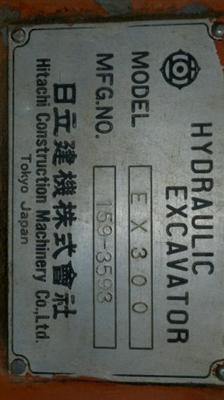 HYDRAULIC
EXCAVATOR
MODEL EX300
MFG.NO. 159-3593
日立建機株式會社
Hitachi Construction Machinery Co.,Ltd.
Tokyo Japan